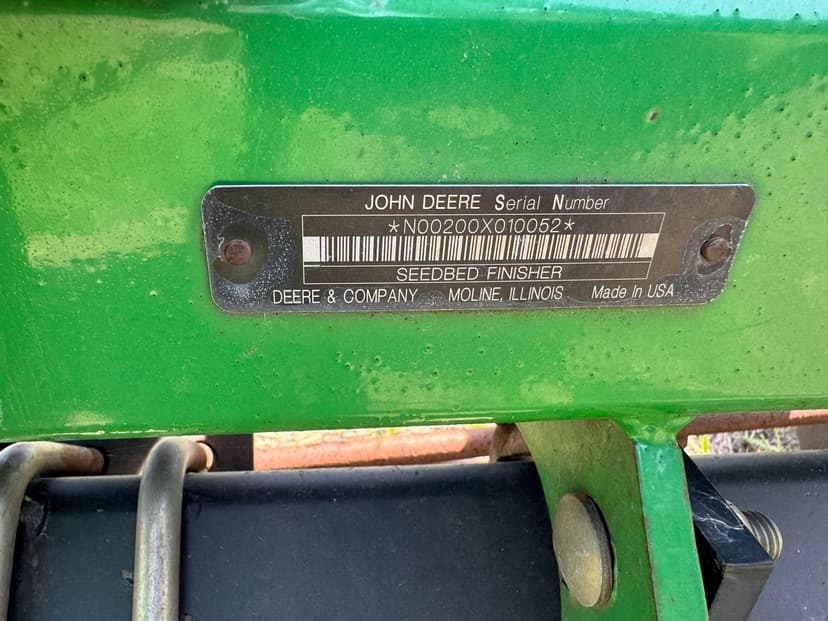 JOHN DEERE Serial Number
*N00200X010052*
SEEDBED FINISHER
DEERE & COMPANY MOLINE, ILLINOIS Made In USA